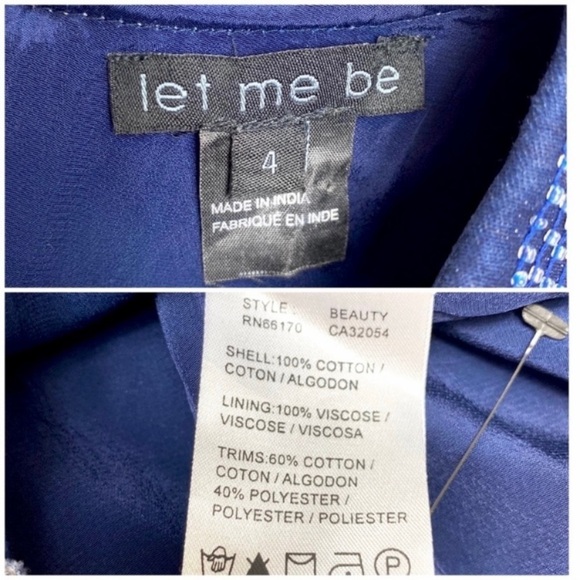 let me be
4
MADE IN INDIA
FABRIQUÉ EN INDE
STYLE : BEAUTY
RN66170 CA32054
SHELL:100% COTTON /
COTON / ALGODON
LINING:100% VISCOSE /
VISCOSE / VISCOSA
TRIMS:60% COTTON /
COTON / ALGODON
40% POLYESTER /
POLYESTER / POLIESTER
P